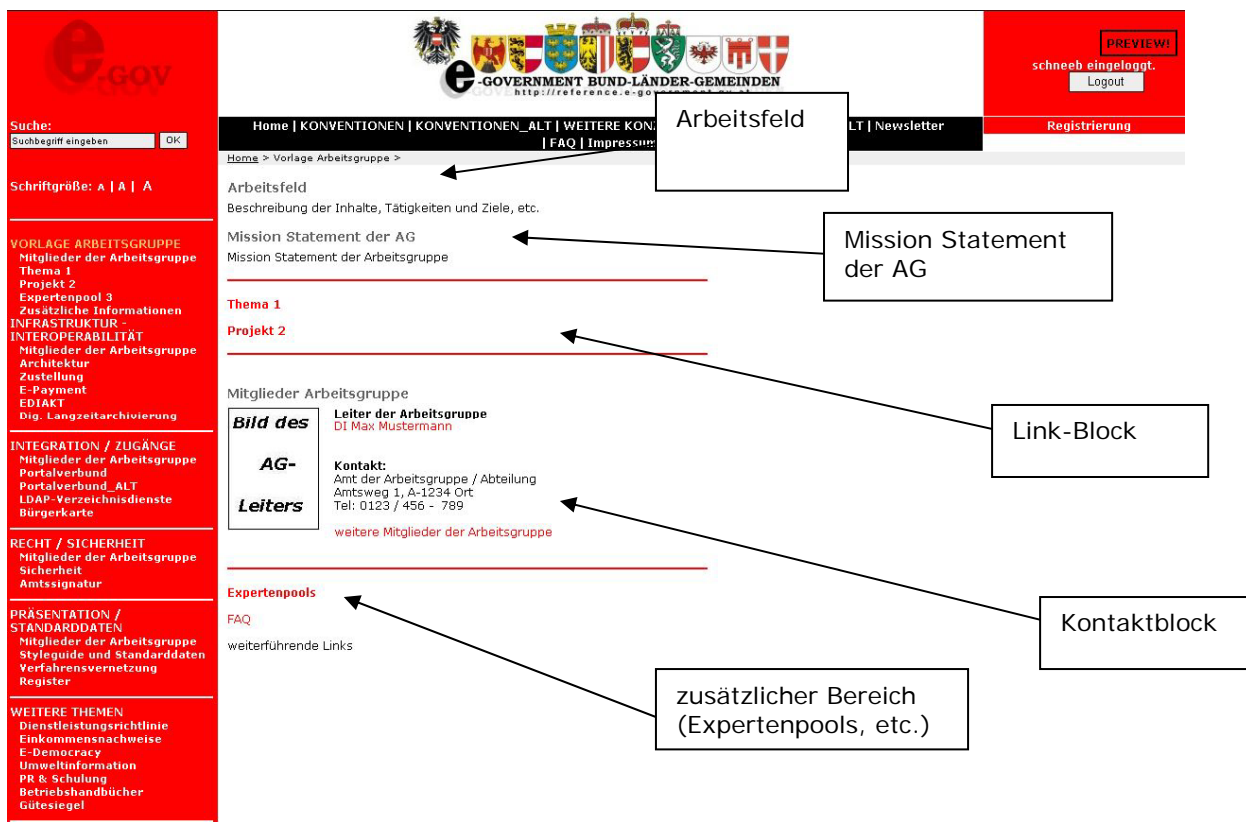 e-GOV
e-GOVERNMENT BUND-LÄNDER-GEMEINDEN
PREVIEW!
schneeb eingeloggt.
Logout
Suche:
Suchbegriff eingeben OK
Home | KONVENTIONEN | KONVENTIONEN_ALT | WEITERE LT | Newsletter
| FAQ | Impressum
Registrierung
Home > Vorlage Arbeitsgruppe >
Schriftgröße: A | A | A
Arbeitsfeld
Beschreibung der Inhalte, Tätigkeiten und Ziele, etc.
Mission Statement der AG
Mission Statement der Arbeitsgruppe
Thema 1
Projekt 2
Mitglieder Arbeitsgruppe
Bild des
AG-
Leiters
Leiter der Arbeitsgruppe
DI Max Mustermann
Kontakt:
Amt der Arbeitsgruppe / Abteilung
Amtsweg 1, A-1234 Ort
Tel: 0123 / 456 - 789
weitere Mitglieder der Arbeitsgruppe
Expertenpools
FAQ
weiterführende Links
VORLAGE ARBEITSGRUPPE
Mitglieder der Arbeitsgruppe
Thema 1
Projekt 2
Expertenpool 3
Zusätzliche Informationen
INFRASTRUKTUR -
INTEROPERABILITÄT
Mitglieder der Arbeitsgruppe
Architektur
Zustellung
E-Payment
EDIAKT
Dig. Langzeitarchivierung
INTEGRATION / ZUGÄNGE
Mitglieder der Arbeitsgruppe
Portalverbund
Portalverbund_ALT
LDAP-Verzeichnisdienste
Bürgerkarte
RECHT / SICHERHEIT
Mitglieder der Arbeitsgruppe
Sicherheit
Amtssignatur
PRÄSENTATION /
STANDARDDATEN
Mitglieder der Arbeitsgruppe
Styleguide und Standarddaten
Verfahrensvernetzung
Register
WEITERE THEMEN
Dienstleistungsrichtlinie
Einkommensnachweise
E-Democracy
Umweltinformation
PR & Schulung
Betriebshandbücher
Gütesiegel
Arbeitsfeld
Mission Statement
der AG
Link-Block
Kontaktblock
zusätzlicher Bereich
(Expertenpools, etc.)